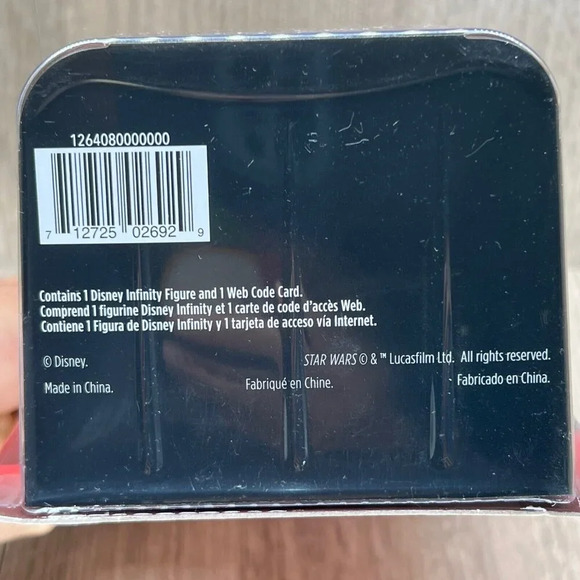 1264080000000
7 12725 02692 9
Contains 1 Disney Infinity Figure and 1 Web Code Card.
Comprend 1 figurine Disney Infinity et 1 carte de code d'accès Web.
Contiene 1 Figura de Disney Infinity y 1 tarjeta de acceso vía Internet.
© Disney. STAR WARS © & ™ Lucasfilm Ltd. All rights reserved.
Made in China. Fabriqué en Chine. Fabricado en China.